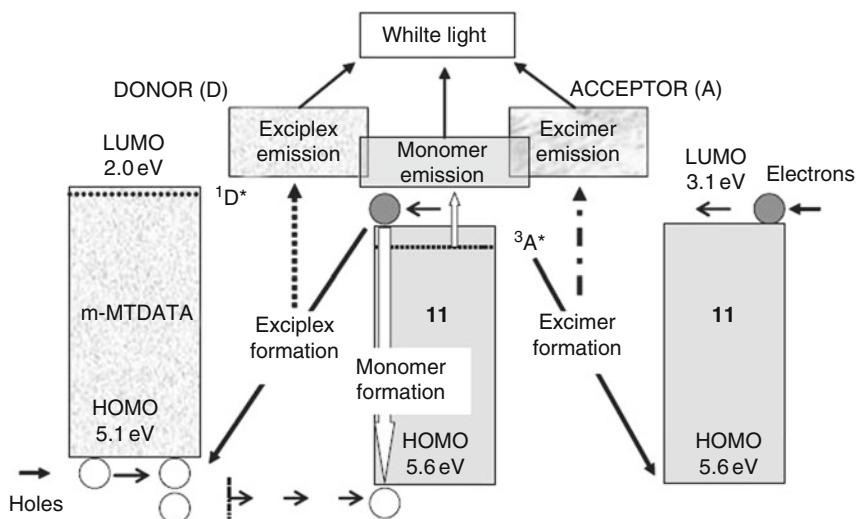 Whilte light
DONOR (D)
ACCEPTOR (A)
Exciplex
emission
Monomer
emission
Excimer
emission
LUMO
2.0 eV
LUMO
3.1 eV
Electrons
¹D*
³A*
m-MTDATA
11
11
Exciplex
formation
Excimer
formation
Monomer
formation
HOMO
5.1 eV
HOMO
5.6 eV
HOMO
5.6 eV
Holes